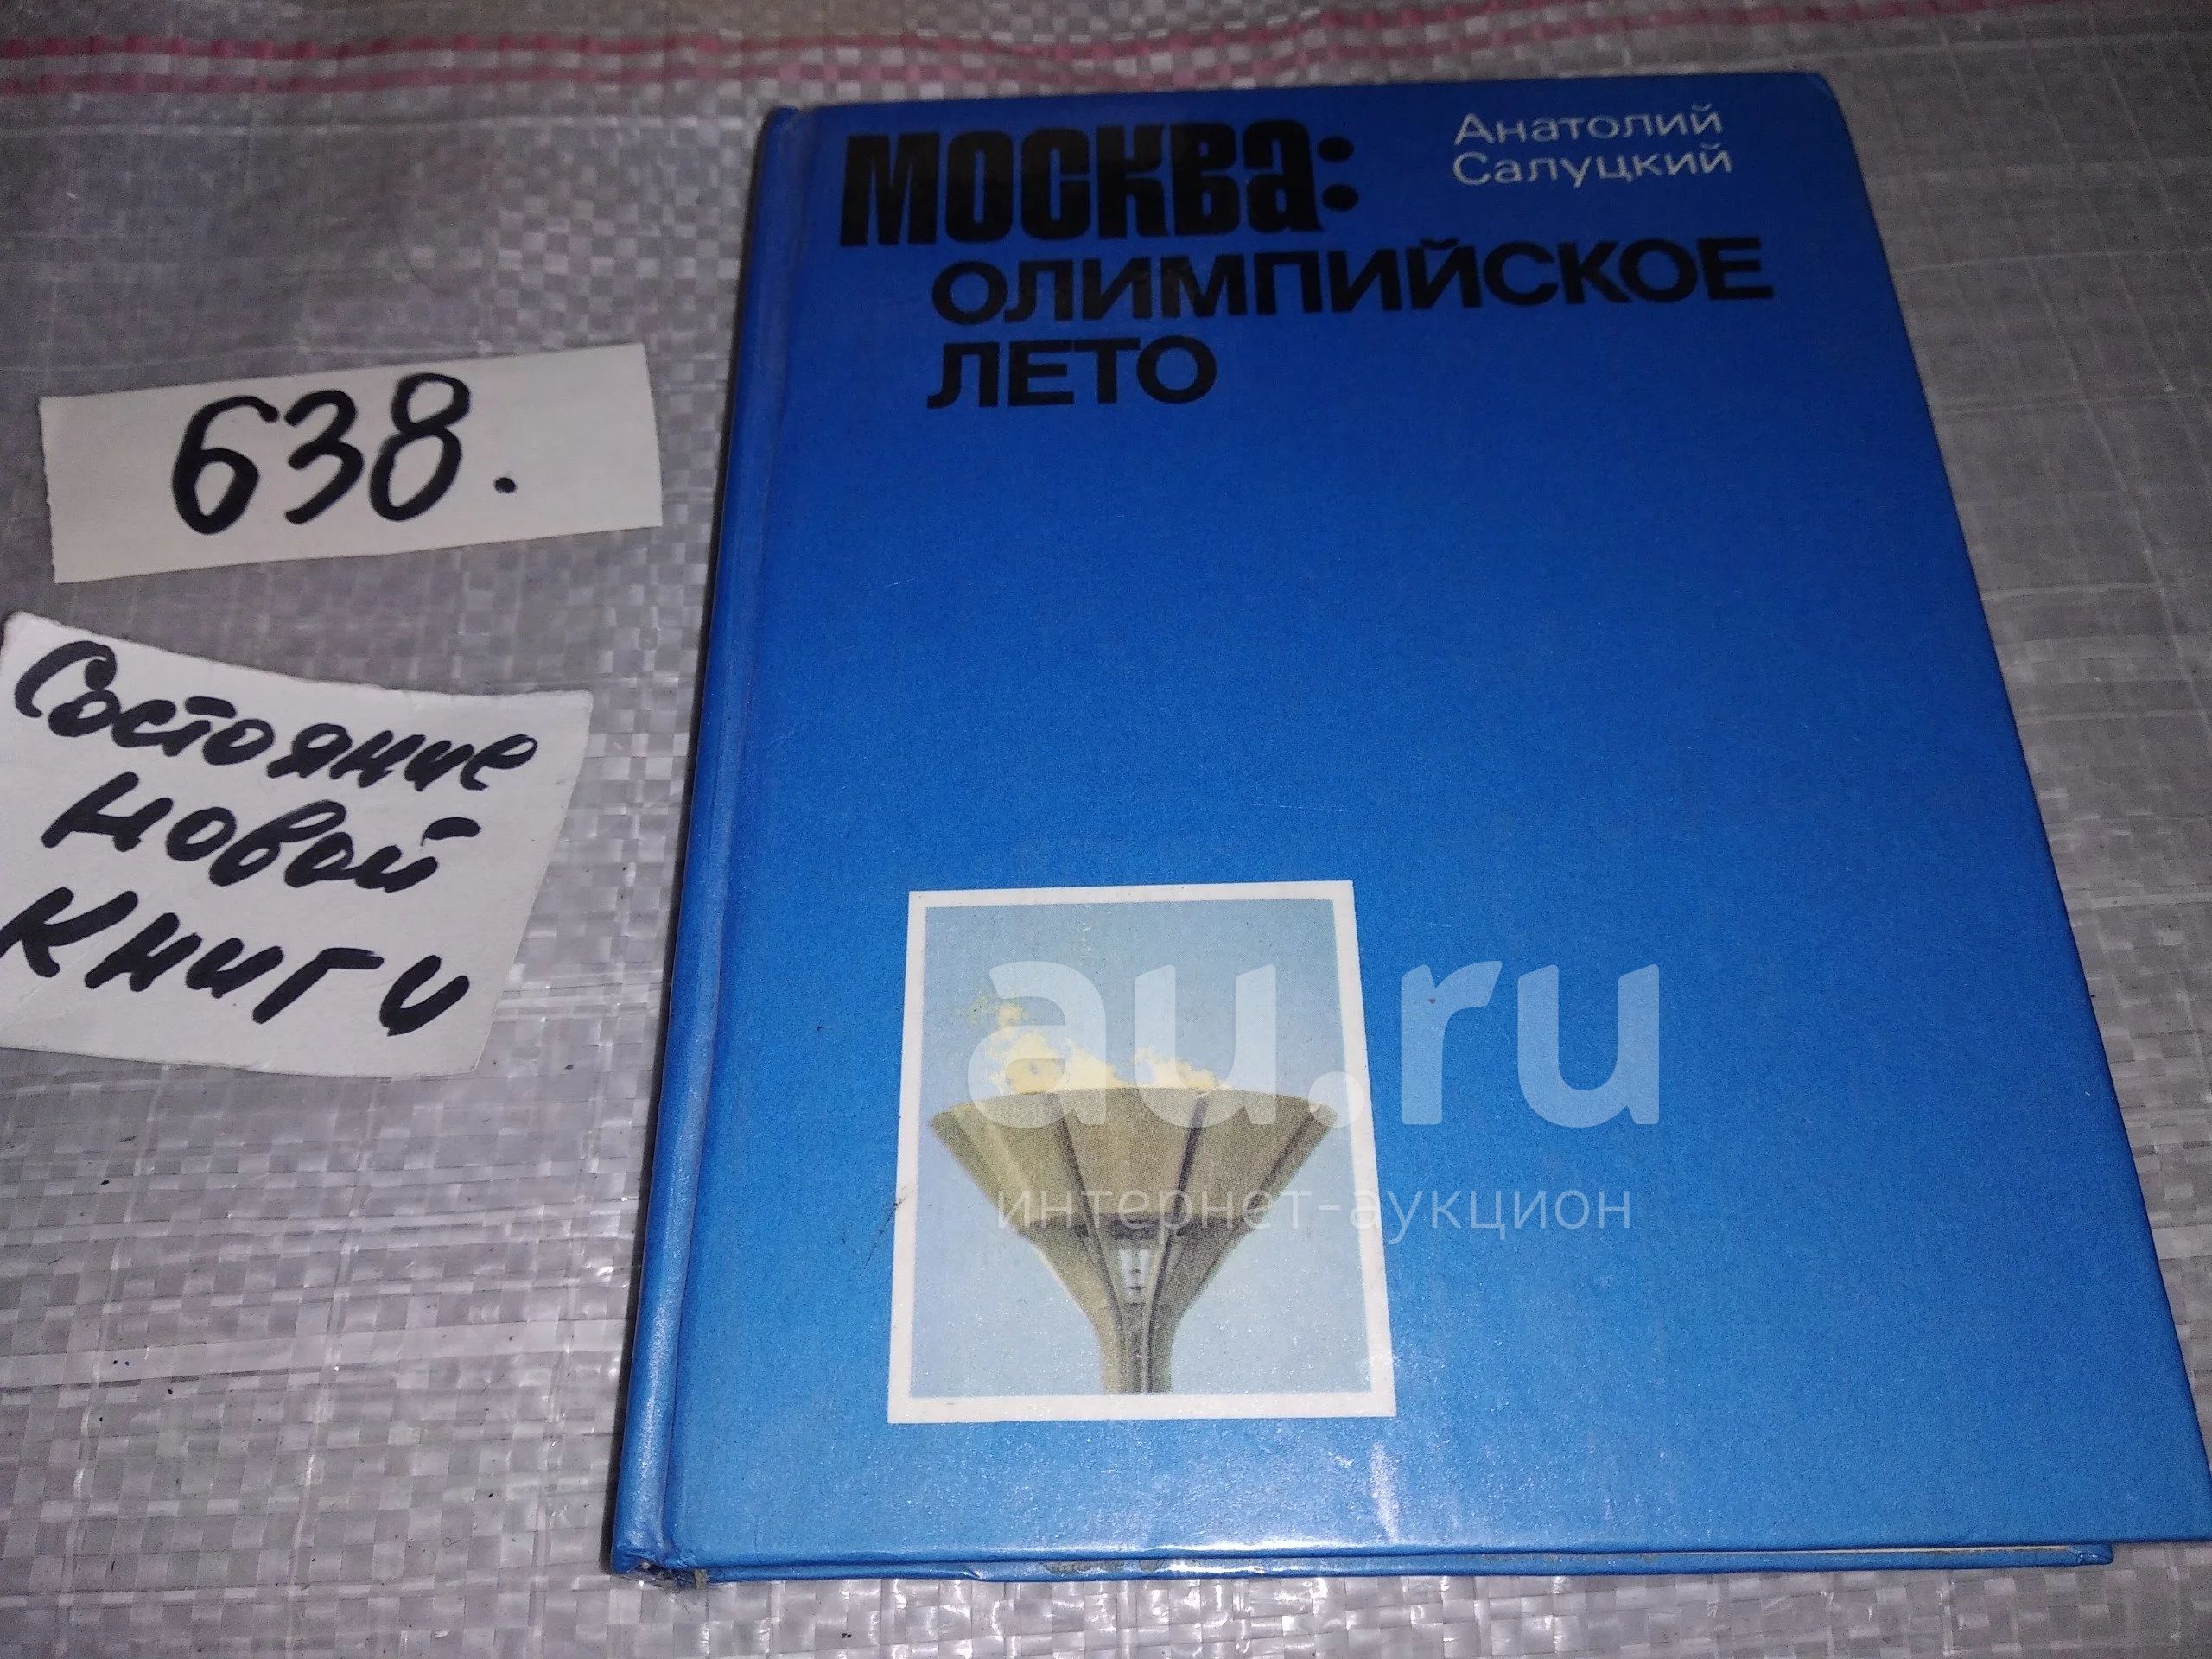 Москва:
ОЛИМПИЙСКОЕ
ЛЕТО
Анатолий
Салуцкий
638.
Состояние
новой
книги
au.ru
интернет-аукцион